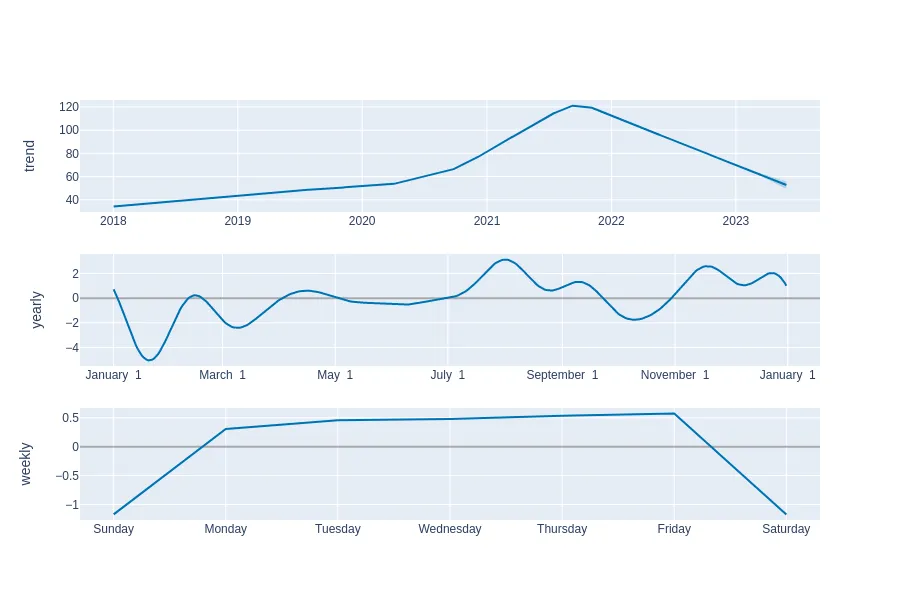 trend
120
100
80
60
40
2018 2019 2020 2021 2022 2023
yearly
2
0
−2
−4
January 1 March 1 May 1 July 1 September 1 November 1 January 1
weekly
0.5
0
−0.5
−1
Sunday Monday Tuesday Wednesday Thursday Friday Saturday